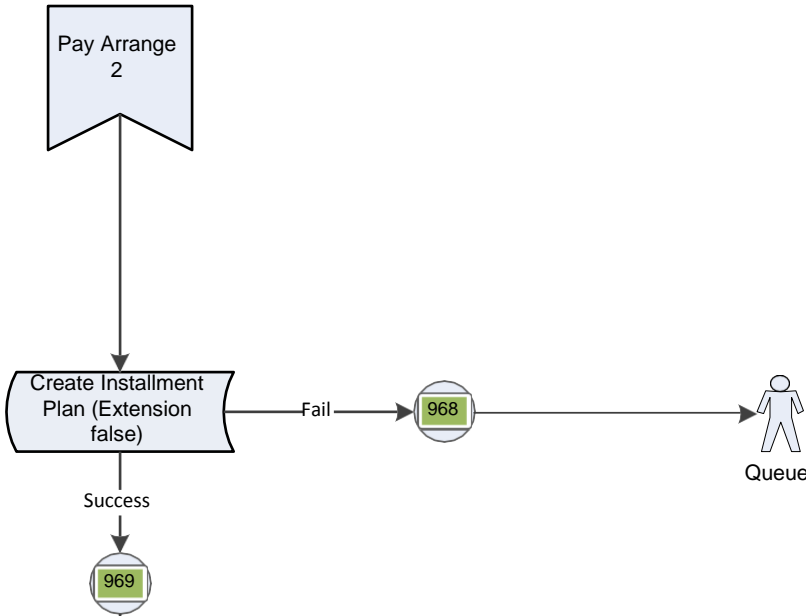 Pay Arrange
2
Create Installment
Plan (Extension
false)
Fail
968
Queue
Success
969